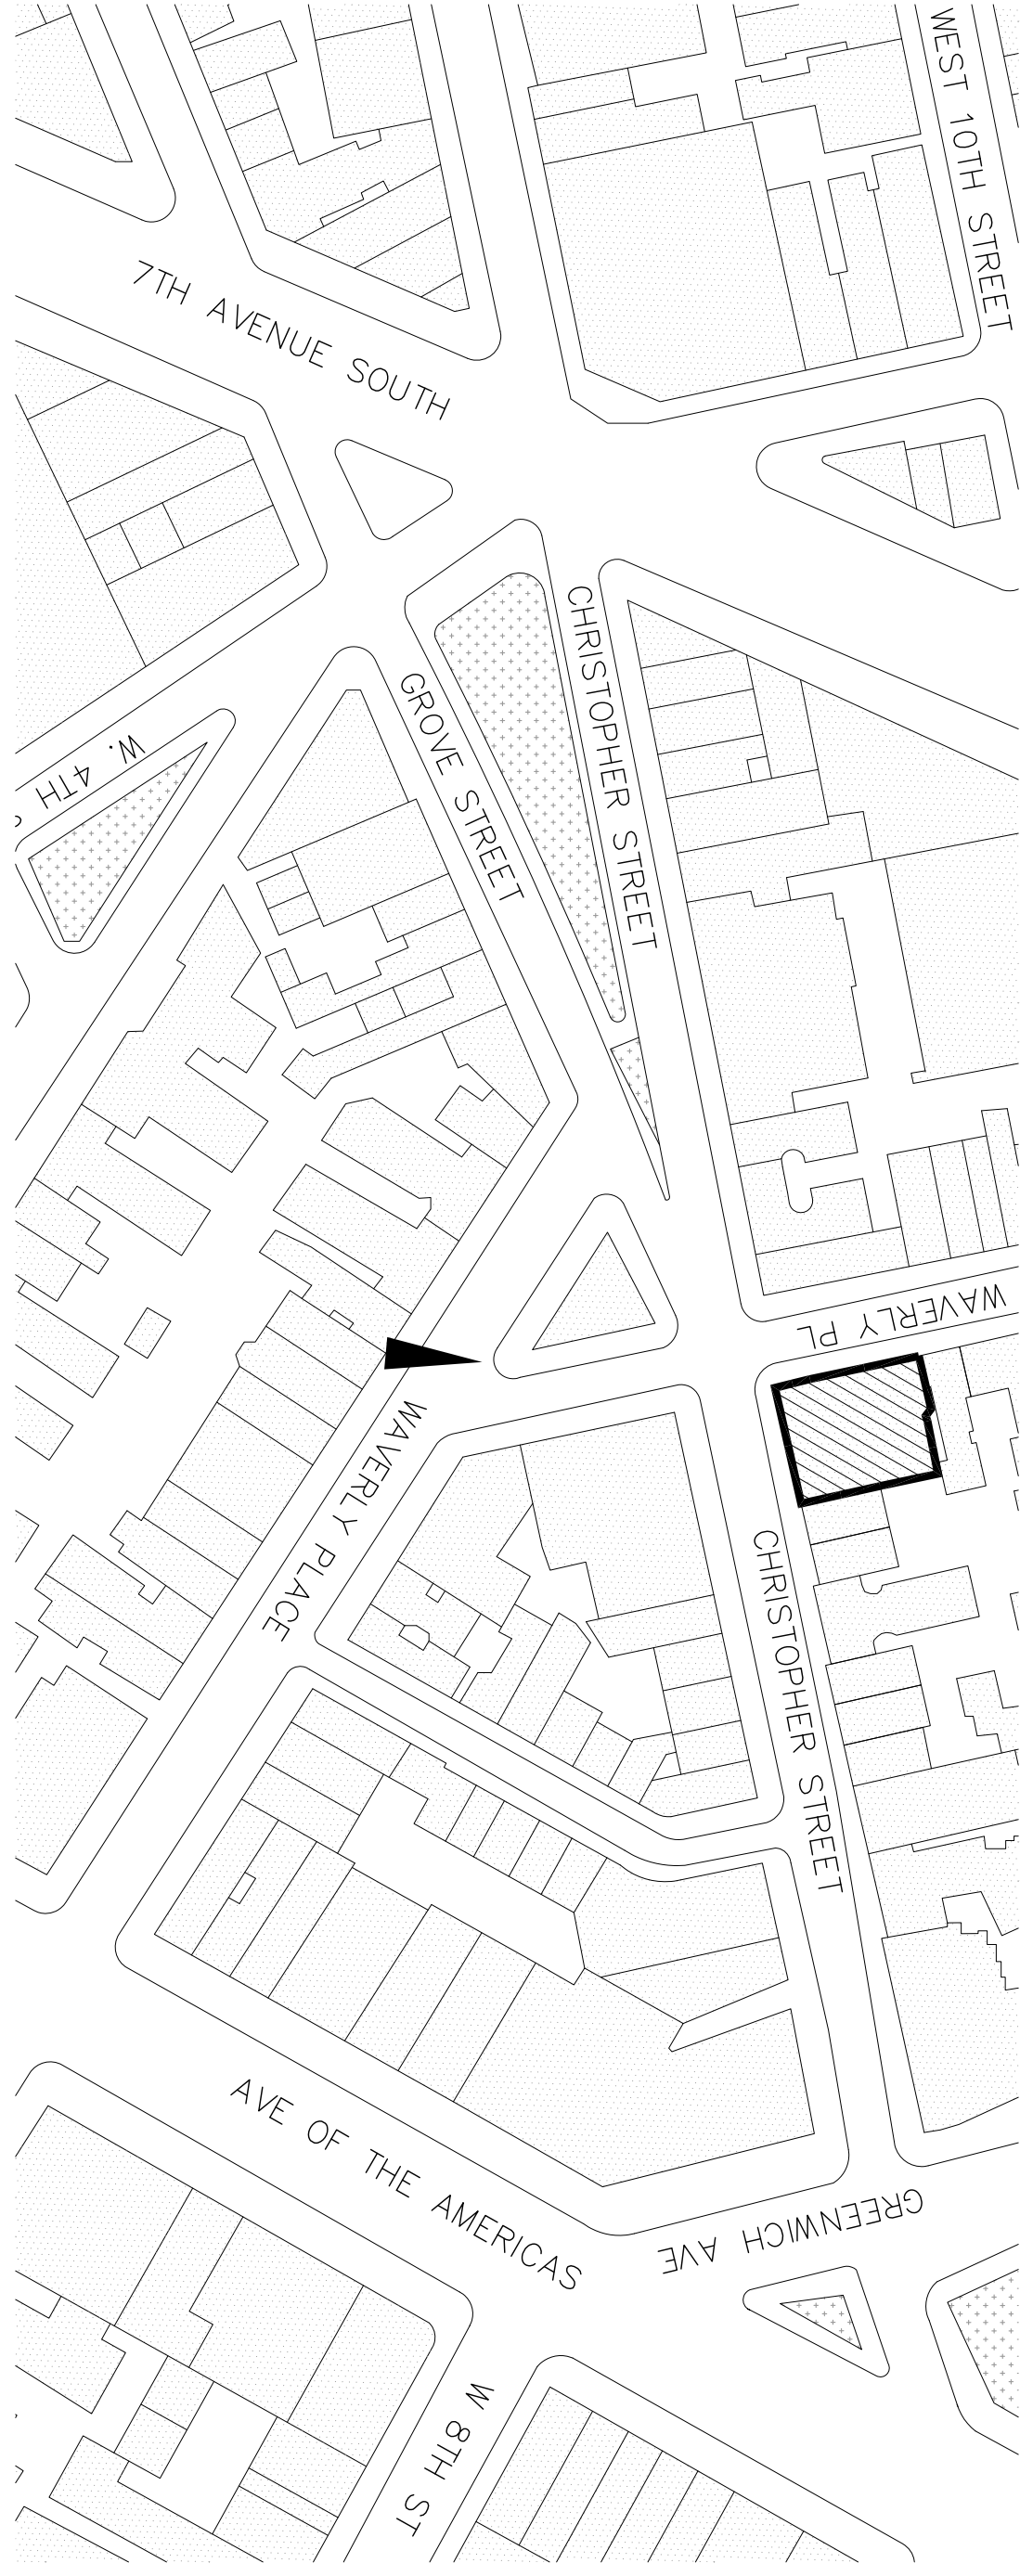 WEST 10TH STREET
7TH AVENUE SOUTH
CHRISTOPHER STREET
GROVE STREET
W. 4TH
WAVERLY PL
WAVERLY PLACE
CHRISTOPHER STREET
AVE OF THE AMERICAS
GREENWICH AVE
W 8TH ST